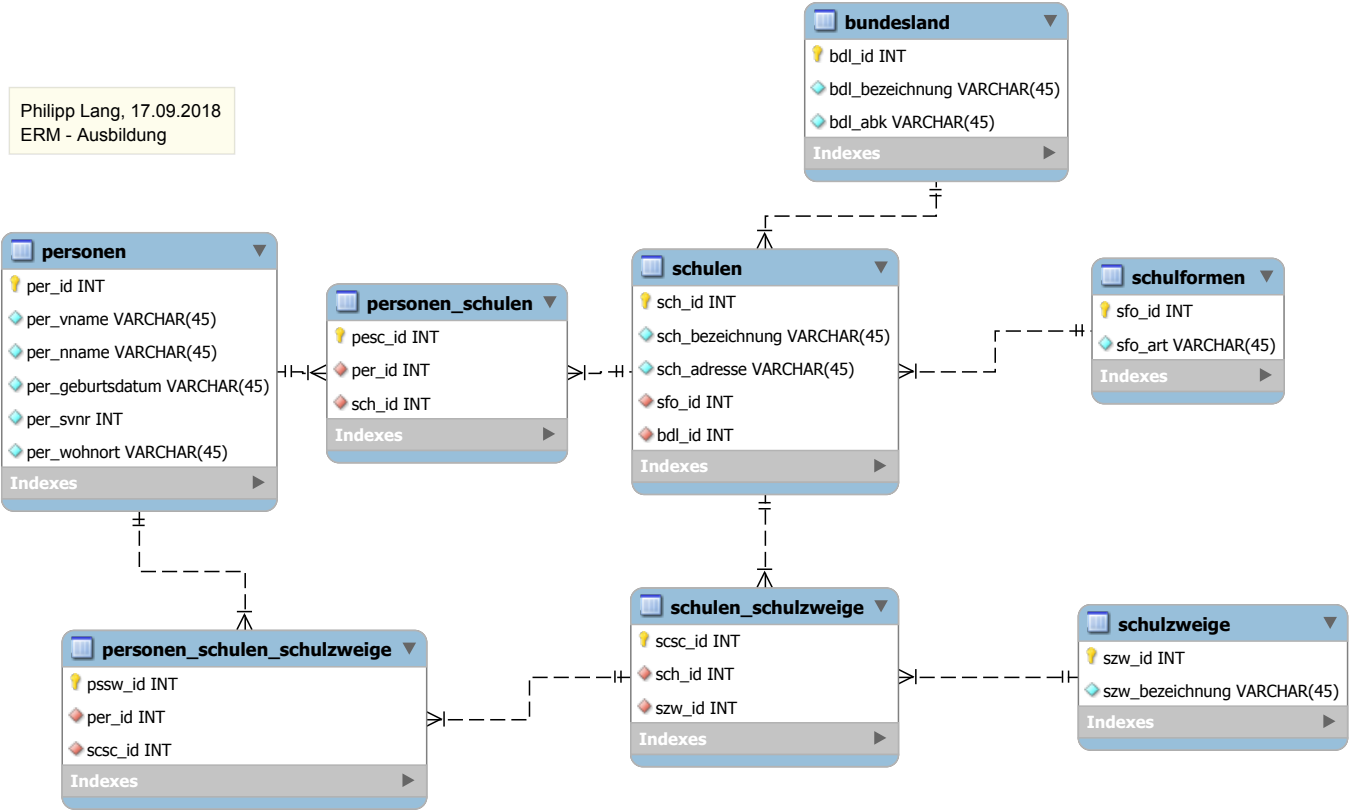 bundesland
bdl_id INT
bdl_bezeichnung VARCHAR(45)
bdl_abk VARCHAR(45)
Indexes
Philipp Lang, 17.09.2018
ERM - Ausbildung
personen
per_id INT
per_vname VARCHAR(45)
per_nname VARCHAR(45)
per_geburtsdatum VARCHAR(45)
per_svnr INT
per_wohnort VARCHAR(45)
Indexes
personen_schulen
pesc_id INT
per_id INT
sch_id INT
Indexes
schulen
sch_id INT
sch_bezeichnung VARCHAR(45)
sch_adresse VARCHAR(45)
sfo_id INT
bdl_id INT
Indexes
schulformen
sfo_id INT
sfo_art VARCHAR(45)
Indexes
personen_schulen_schulzweige
pssw_id INT
per_id INT
scsc_id INT
Indexes
schulen_schulzweige
scsc_id INT
sch_id INT
szw_id INT
Indexes
schulzweige
szw_id INT
szw_bezeichnung VARCHAR(45)
Indexes